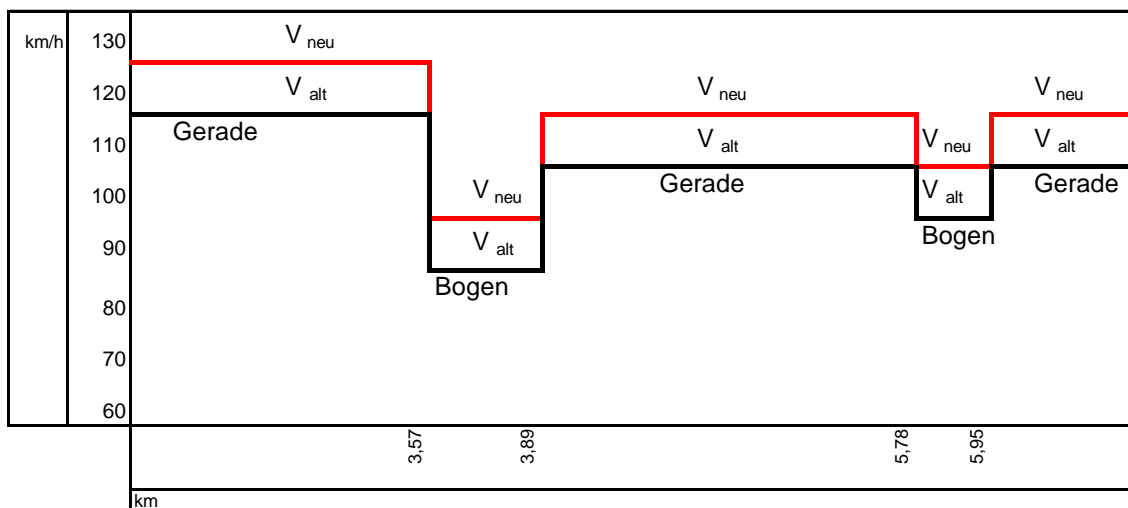 km/h
130
120
110
100
90
80
70
60
V neu
V alt
Gerade
V neu
V alt
Bogen
V neu
V alt
Gerade
V neu
V alt
Bogen
V neu
V alt
Gerade
3,57
3,89
5,78
5,95
km